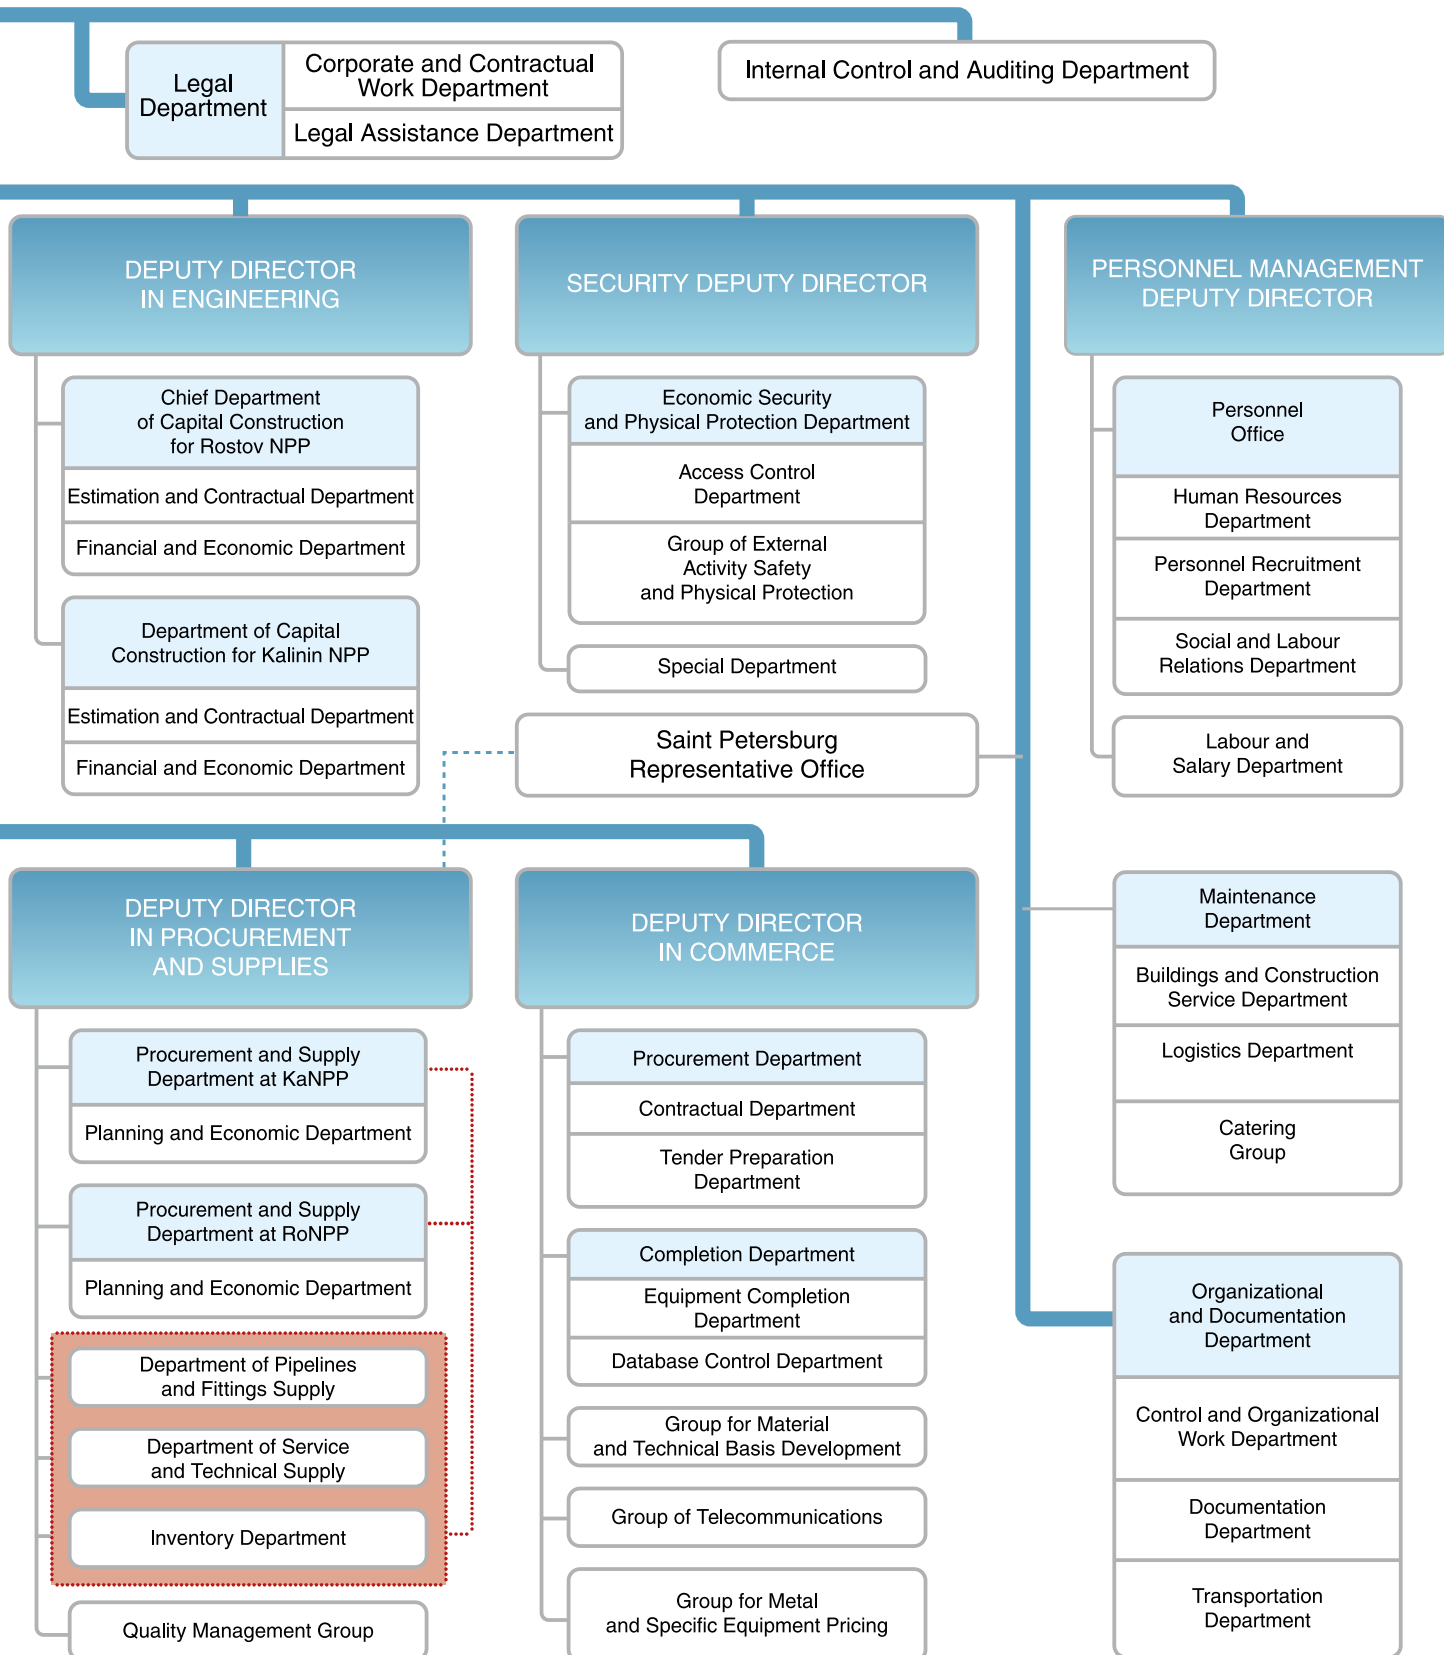 Legal
Department
Corporate and Contractual
Work Department
Legal Assistance Department
Internal Control and Auditing Department
DEPUTY DIRECTOR
IN ENGINEERING
Chief Department
of Capital Construction
for Rostov NPP
Estimation and Contractual Department
Financial and Economic Department
Department of Capital
Construction for Kalinin NPP
Estimation and Contractual Department
Financial and Economic Department
SECURITY DEPUTY DIRECTOR
Economic Security
and Physical Protection Department
Access Control
Department
Group of External
Activity Safety
and Physical Protection
Special Department
Saint Petersburg
Representative Office
PERSONNEL MANAGEMENT
DEPUTY DIRECTOR
Personnel
Office
Human Resources
Department
Personnel Recruitment
Department
Social and Labour
Relations Department
Labour and
Salary Department
DEPUTY DIRECTOR
IN PROCUREMENT
AND SUPPLIES
Procurement and Supply
Department at KaNPP
Planning and Economic Department
Procurement and Supply
Department at RoNPP
Planning and Economic Department
Department of Pipelines
and Fittings Supply
Department of Service
and Technical Supply
Inventory Department
Quality Management Group
DEPUTY DIRECTOR
IN COMMERCE
Procurement Department
Contractual Department
Tender Preparation
Department
Completion Department
Equipment Completion
Department
Database Control Department
Group for Material
and Technical Basis Development
Group of Telecommunications
Group for Metal
and Specific Equipment Pricing
Maintenance
Department
Buildings and Construction
Service Department
Logistics Department
Catering
Group
Organizational
and Documentation
Department
Control and Organizational
Work Department
Documentation
Department
Transportation
Department